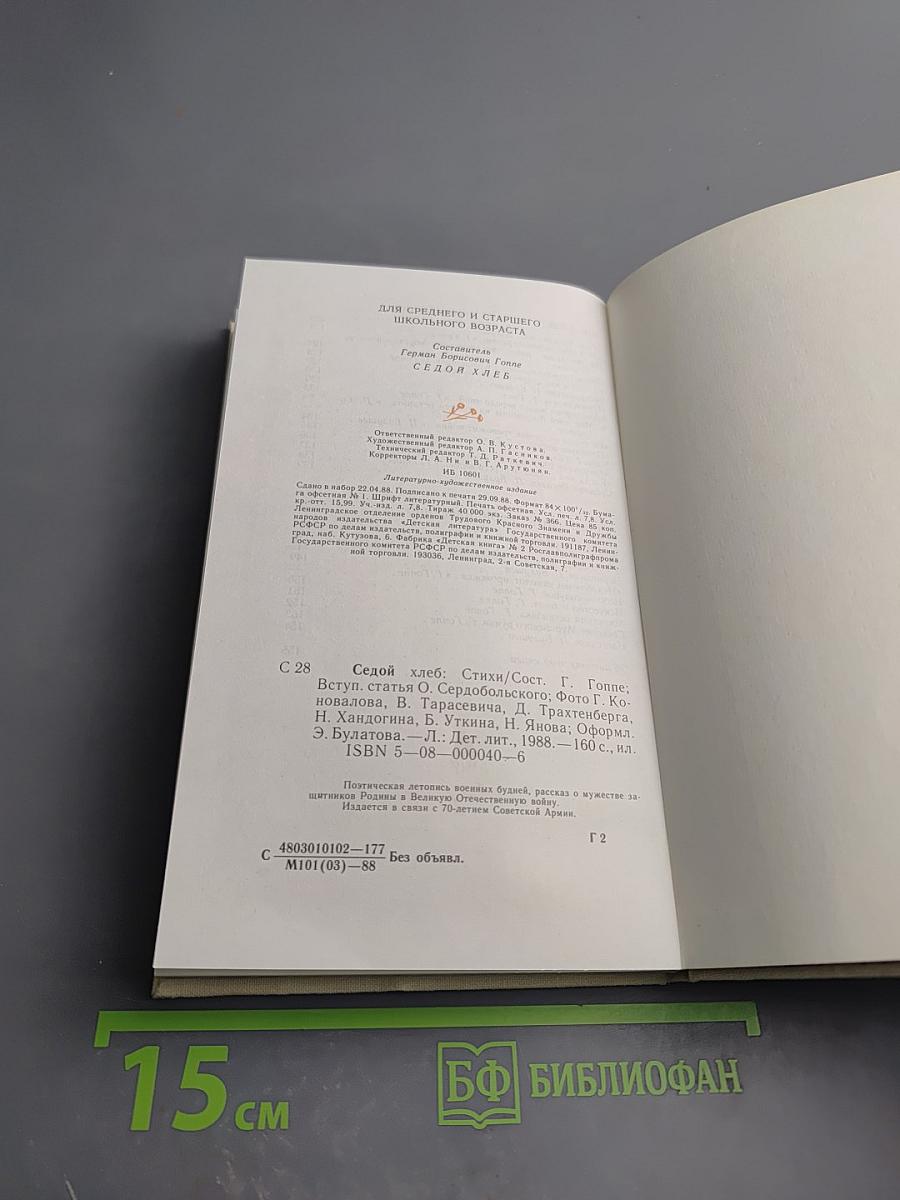 ДЛЯ СРЕДНЕГО И СТАРШЕГО
ШКОЛЬНОГО ВОЗРАСТА
Составитель
Герман Борисович Гоппе
СЕДОЙ ХЛЕБ
Ответственный редактор О. В. Кустова.
Художественный редактор А. П. Гасников.
Технический редактор Т. Д. Раткевич.
Корректоры Л. А. Ни и В. Г. Арутюнян.
ИБ 10601
Литературно-художественное издание
Сдано в набор 22.04.88. Подписано к печати 29.09.88. Формат 84×100¹/₃₂. Бума-
га офсетная № 1. Шрифт литературный. Печать офсетная. Усл. печ. л. 7,8. Усл.
кр.-отт. 15,99. Уч.-изд. л. 7,8. Тираж 40 000 экз. Заказ № 366. Цена 85 коп.
Ленинградское отделение орденов Трудового Красного Знамени и Дружбы
народов издательства «Детская литература» Государственного комитета
РСФСР по делам издательств, полиграфии и книжной торговли. 191187, Ленин-
град, наб. Кутузова, 6. Фабрика «Детская книга» № 2 Росглавполиграфпрома
Государственного комитета РСФСР по делам издательств, полиграфии и книж-
ной торговли. 193036, Ленинград, 2-я Советская, 7.
С 28 Седой хлеб: Стихи/Сост. Г. Гоппе;
Вступ. статья О. Сердобольского; Фото Г. Ко-
новалова, В. Тарасевича, Д. Трахтенберга,
Н. Хандогина, Б. Уткина, Н. Янова; Оформл.
Э. Булатова.—Л.: Дет. лит., 1988.—160 с., ил.
ISBN 5—08—000040—6
Поэтическая летопись военных будней, рассказ о мужестве за-
щитников Родины в Великую Отечественную войну.
Издается в связи с 70-летием Советской Армии.
Г 2
С 4803010102—177 Без объявл.
М101(03)—88
15 см
БФ БИБЛИОФАН